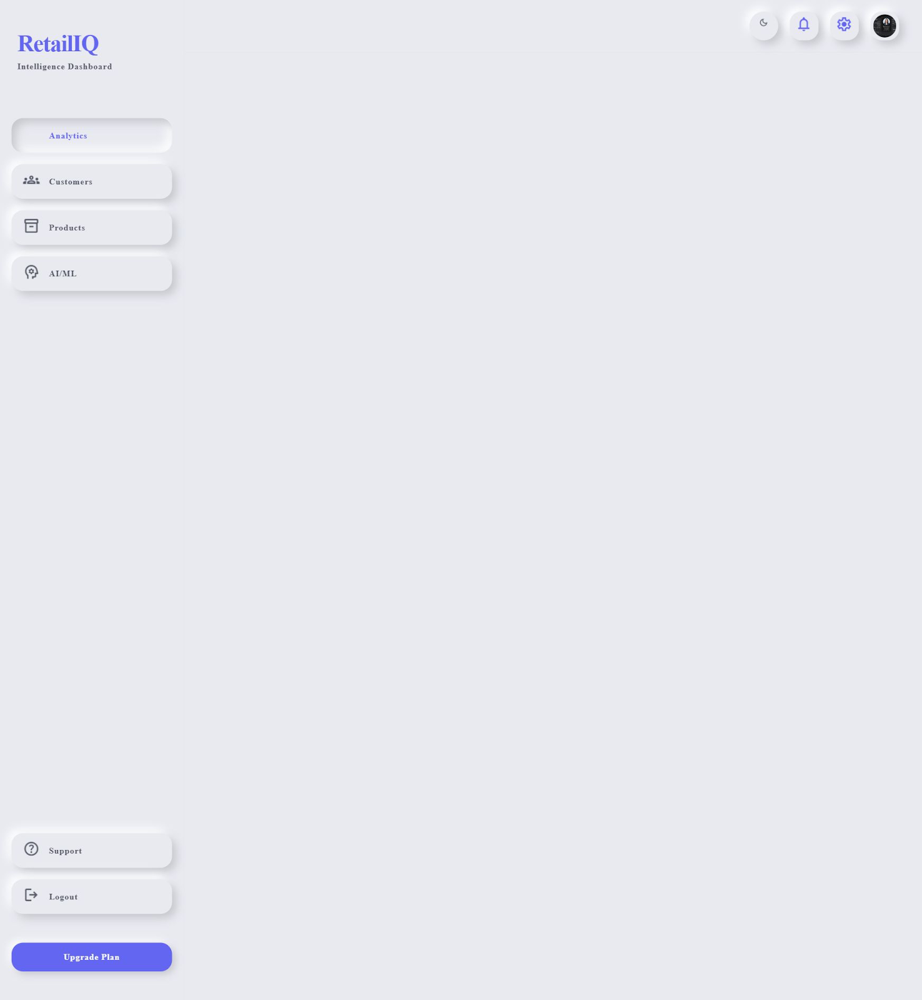 RetailIQ
Intelligence Dashboard
Analytics
Customers
Products
AI/ML
Support
Logout
Upgrade Plan